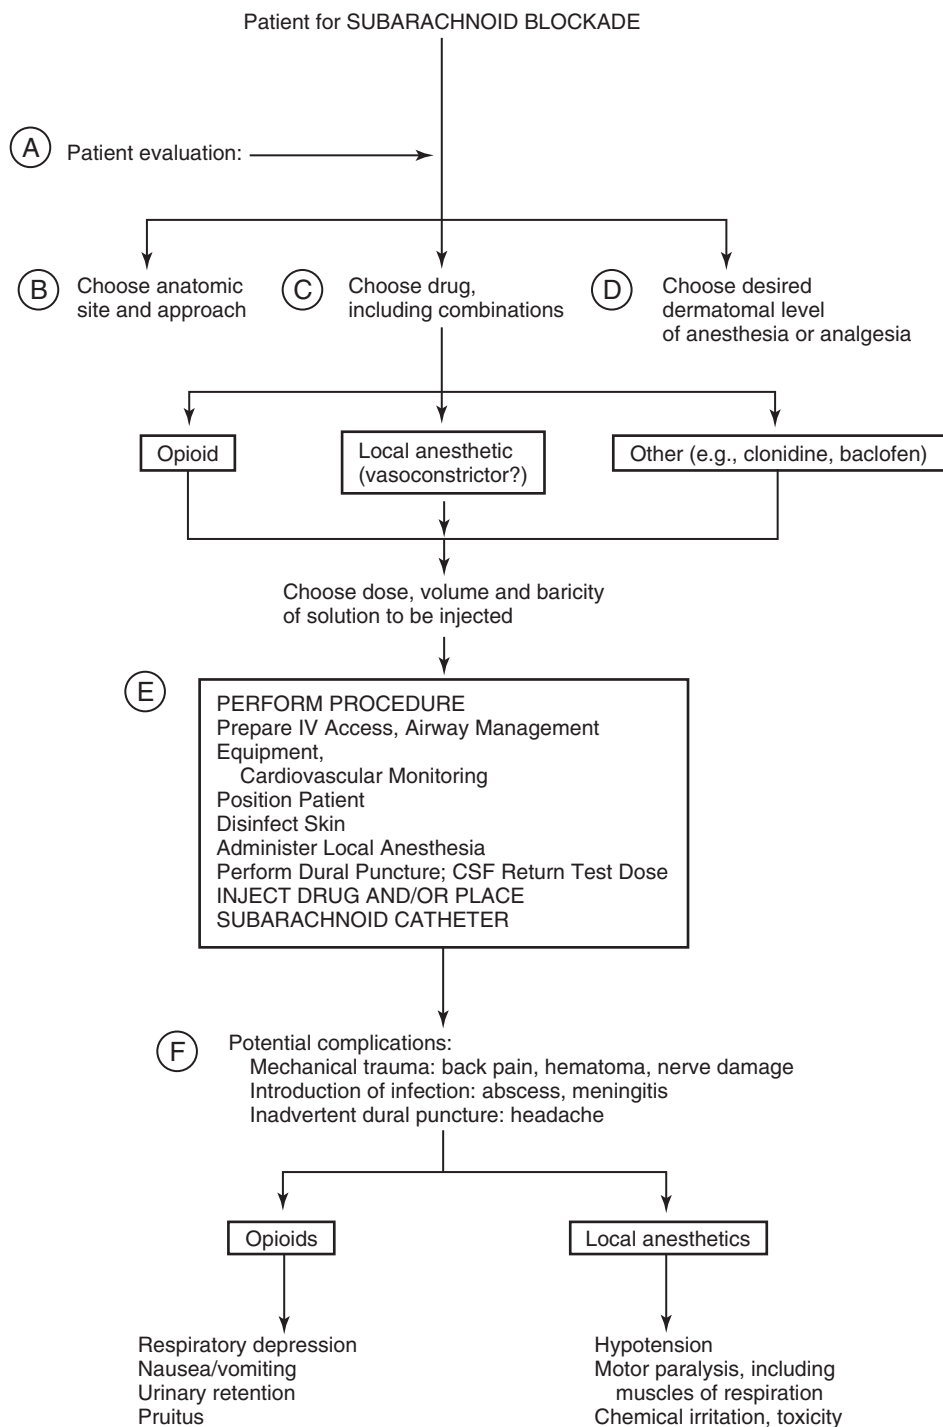 Patient for SUBARACHNOID BLOCKADE
A
Patient evaluation:
B
Choose anatomic
site and approach
C
Choose drug,
including combinations
D
Choose desired
dermatomal level
of anesthesia or analgesia
Opioid
Local anesthetic
(vasoconstrictor?)
Other (e.g., clonidine, baclofen)
Choose dose, volume and baricity
of solution to be injected
E
PERFORM PROCEDURE
Prepare IV Access, Airway Management
Equipment,
Cardiovascular Monitoring
Position Patient
Disinfect Skin
Administer Local Anesthesia
Perform Dural Puncture; CSF Return Test Dose
INJECT DRUG AND/OR PLACE
SUBARACHNOID CATHETER
F
Potential complications:
Mechanical trauma: back pain, hematoma, nerve damage
Introduction of infection: abscess, meningitis
Inadvertent dural puncture: headache
Opioids
Local anesthetics
Respiratory depression
Nausea/vomiting
Urinary retention
Pruitus
Hypotension
Motor paralysis, including
muscles of respiration
Chemical irritation, toxicity